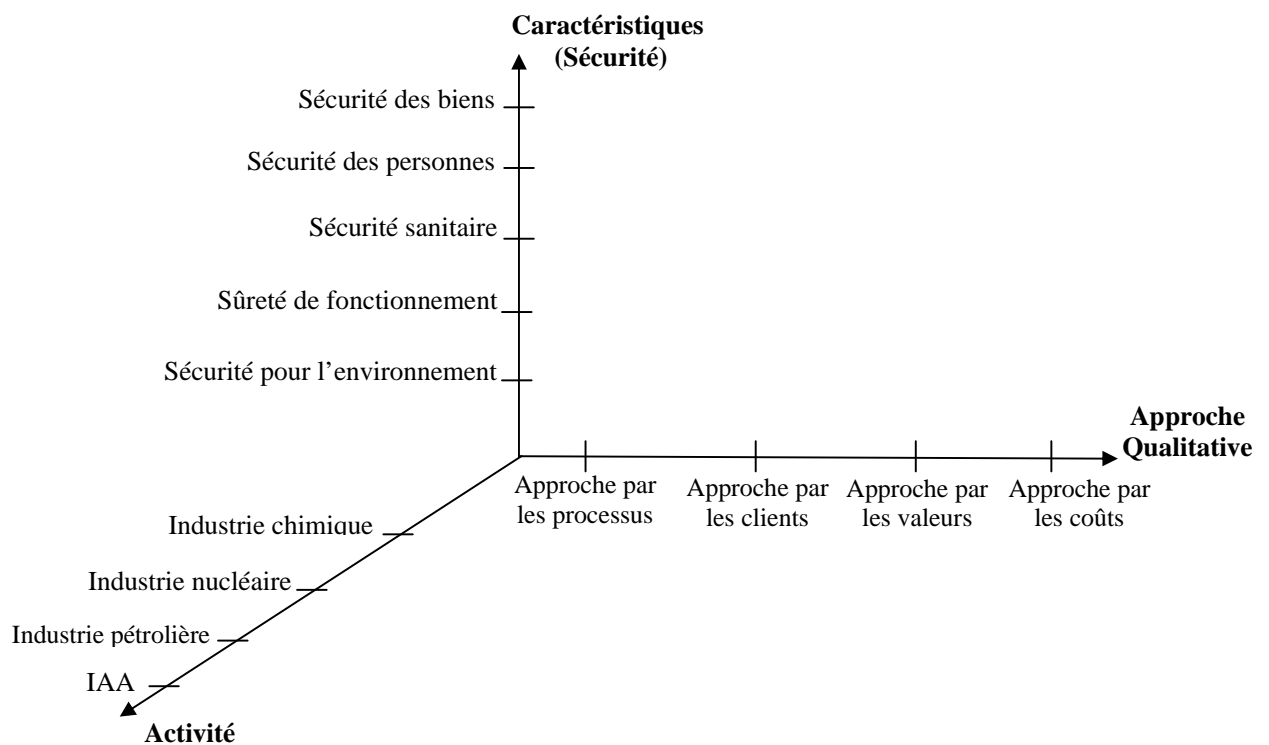 Caractéristiques
(Sécurité)
Sécurité des biens
Sécurité des personnes
Sécurité sanitaire
Sûreté de fonctionnement
Sécurité pour l’environnement
Approche
Qualitative
Approche par
les processus
Approche par
les clients
Approche par
les valeurs
Approche par
les coûts
Industrie chimique
Industrie nucléaire
Industrie pétrolière
IAA
Activité